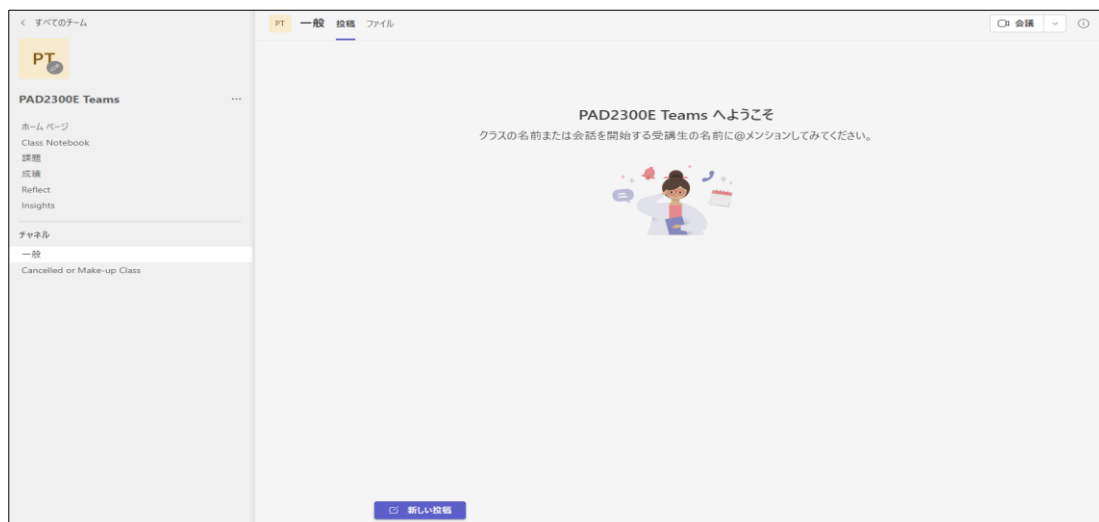 すべてのチーム
PT
PAD2300E Teams
ホーム ページ
Class Notebook
課題
成績
Reflect
Insights
チャネル
一般
Cancelled or Make-up Class
PT 一般 投稿 ファイル
会議
PAD2300E Teams へようこそ
クラスの名前または会話を開始する受講生の名前に@メンションしてみてください。
新しい投稿